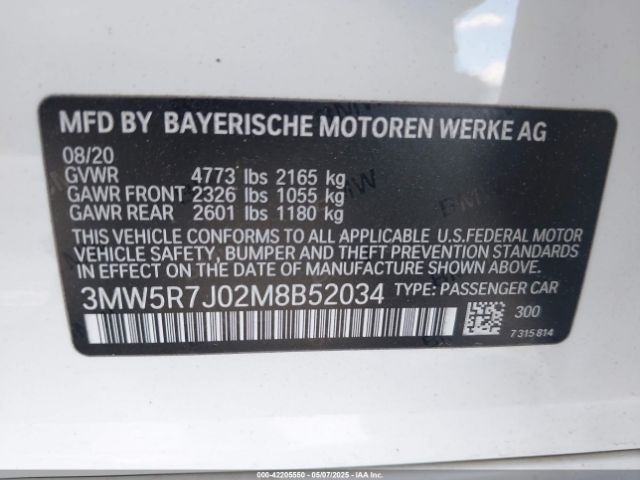 MFD BY BAYERISCHE MOTOREN WERKE AG
08/20
GVWR 4773 lbs 2165 kg
GAWR FRONT 2326 lbs 1055 kg
GAWR REAR 2601 lbs 1180 kg
THIS VEHICLE CONFORMS TO ALL APPLICABLE U.S.FEDERAL MOTOR
VEHICLE SAFETY, BUMPER AND THEFT PREVENTION STANDARDS
IN EFFECT ON THE DATE OF MANUFACTURE SHOWN ABOVE.
3MW5R7J02M8B52034 TYPE: PASSENGER CAR
300
7315814
000-42205550 - 05/07/2025 - IAA Inc.